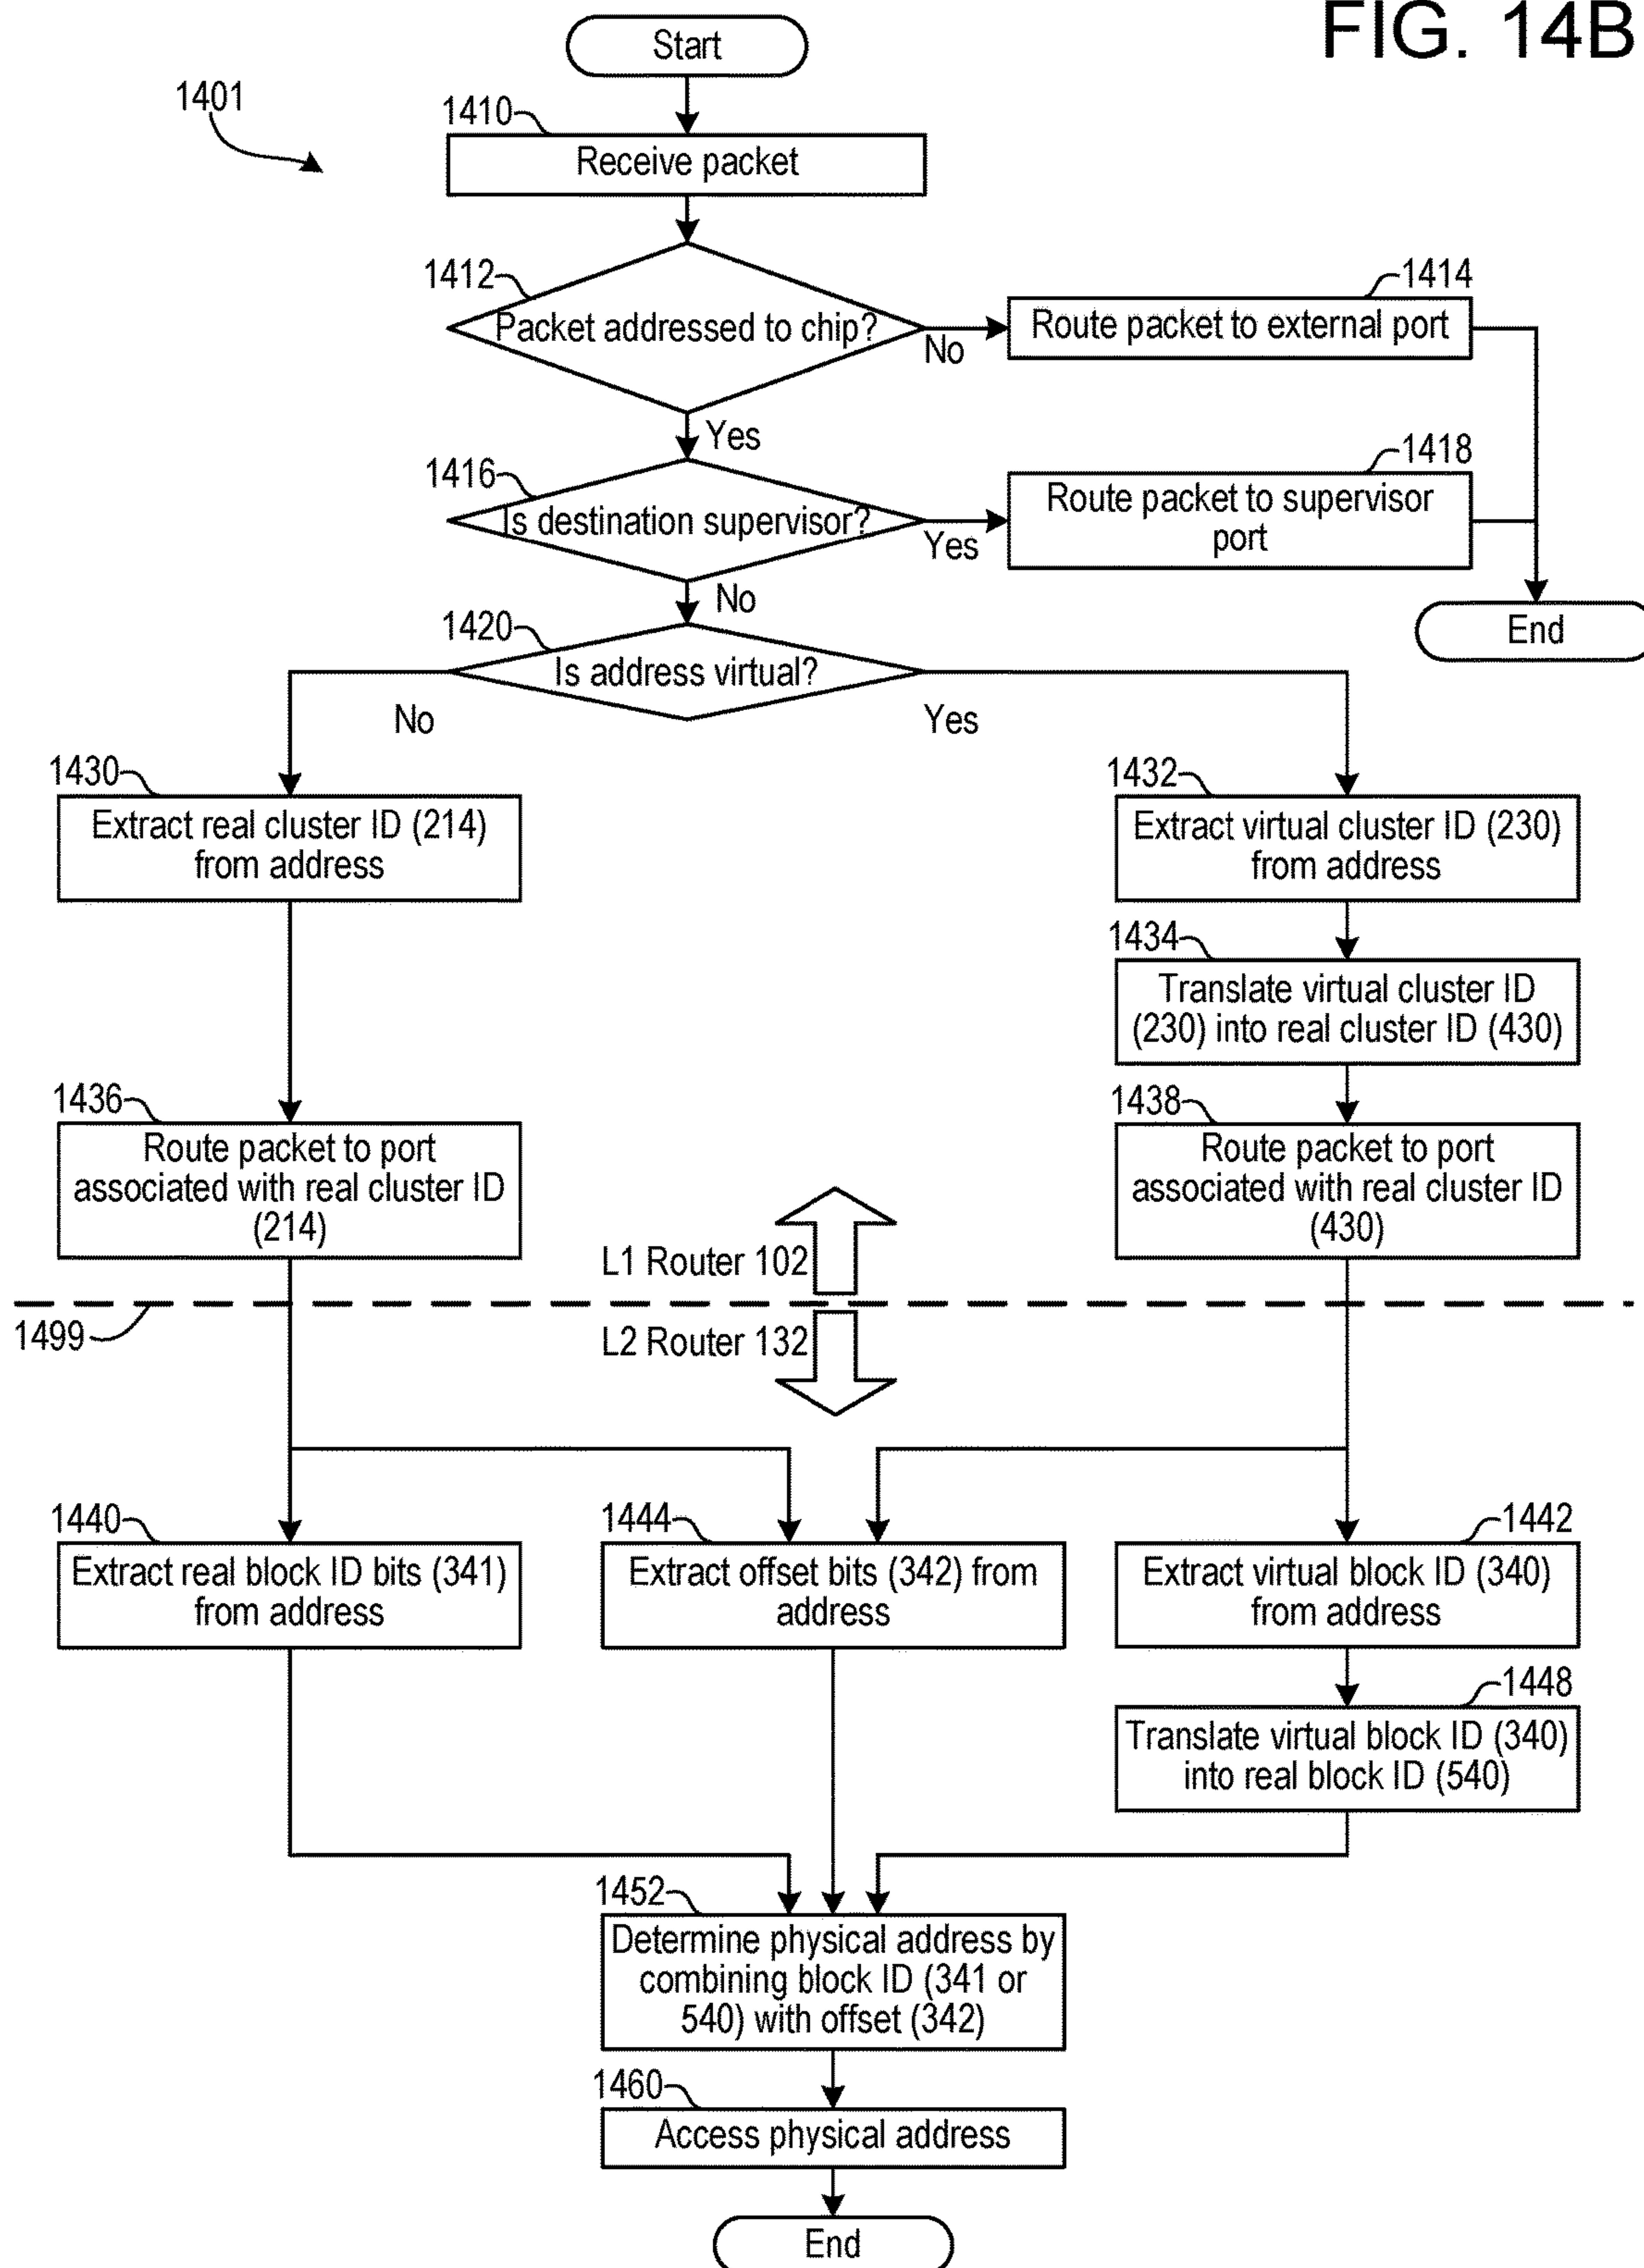 FIG. 14B
Start
1401
1410
Receive packet
1412
Packet addressed to chip?
No
1414
Route packet to external port
Yes
1416
Is destination supervisor?
Yes
1418
Route packet to supervisor
port
No
End
1420
Is address virtual?
No
Yes
1430
Extract real cluster ID (214)
from address
1432
Extract virtual cluster ID (230)
from address
1434
Translate virtual cluster ID
(230) into real cluster ID (430)
1436
Route packet to port
associated with real cluster ID
(214)
1438
Route packet to port
associated with real cluster ID
(430)
L1 Router 102
1499
L2 Router 132
1440
Extract real block ID bits (341)
from address
1444
Extract offset bits (342) from
address
1442
Extract virtual block ID (340)
from address
1448
Translate virtual block ID (340)
into real block ID (540)
1452
Determine physical address by
combining block ID (341 or
540) with offset (342)
1460
Access physical address
End